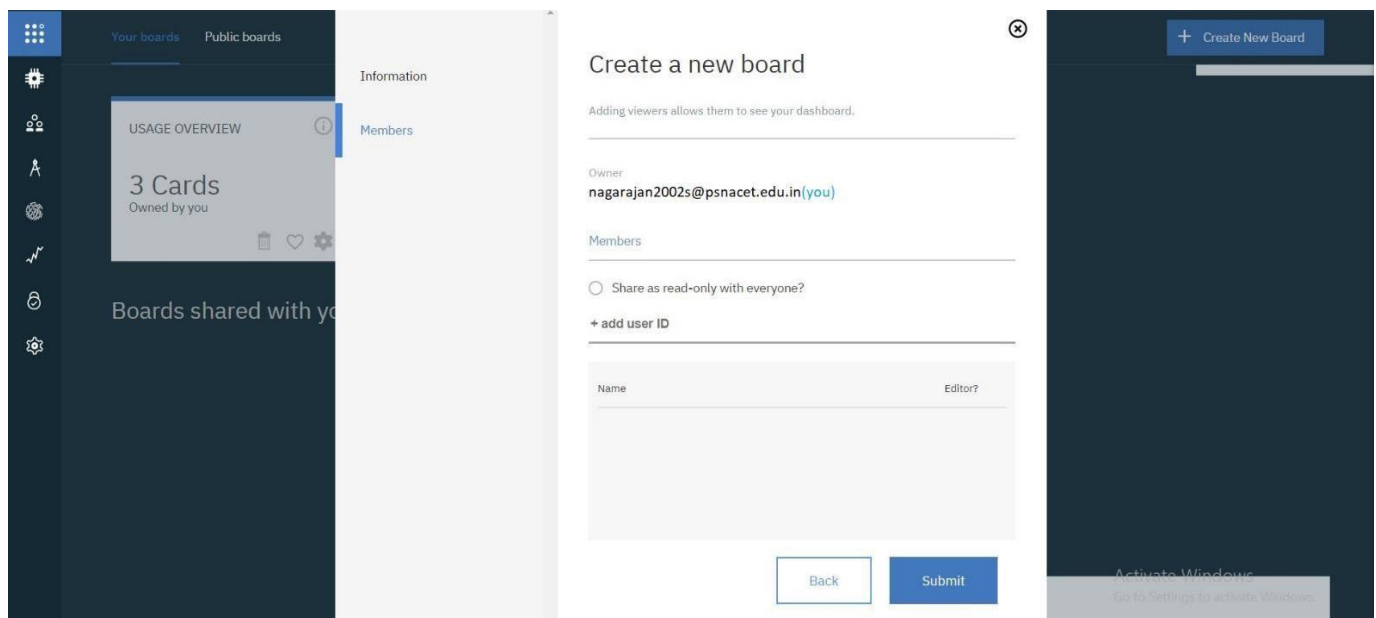 Your boards
Public boards
+ Create New Board
USAGE OVERVIEW
3 Cards
Owned by you
Boards shared with yo
Information
Members
Create a new board
Adding viewers allows them to see your dashboard.
Owner
nagarajan2002s@psnacet.edu.in(you)
Members
Share as read-only with everyone?
+ add user ID
Name Editor?
Back Submit
Activate Windows
Go to Settings to activate Windows.